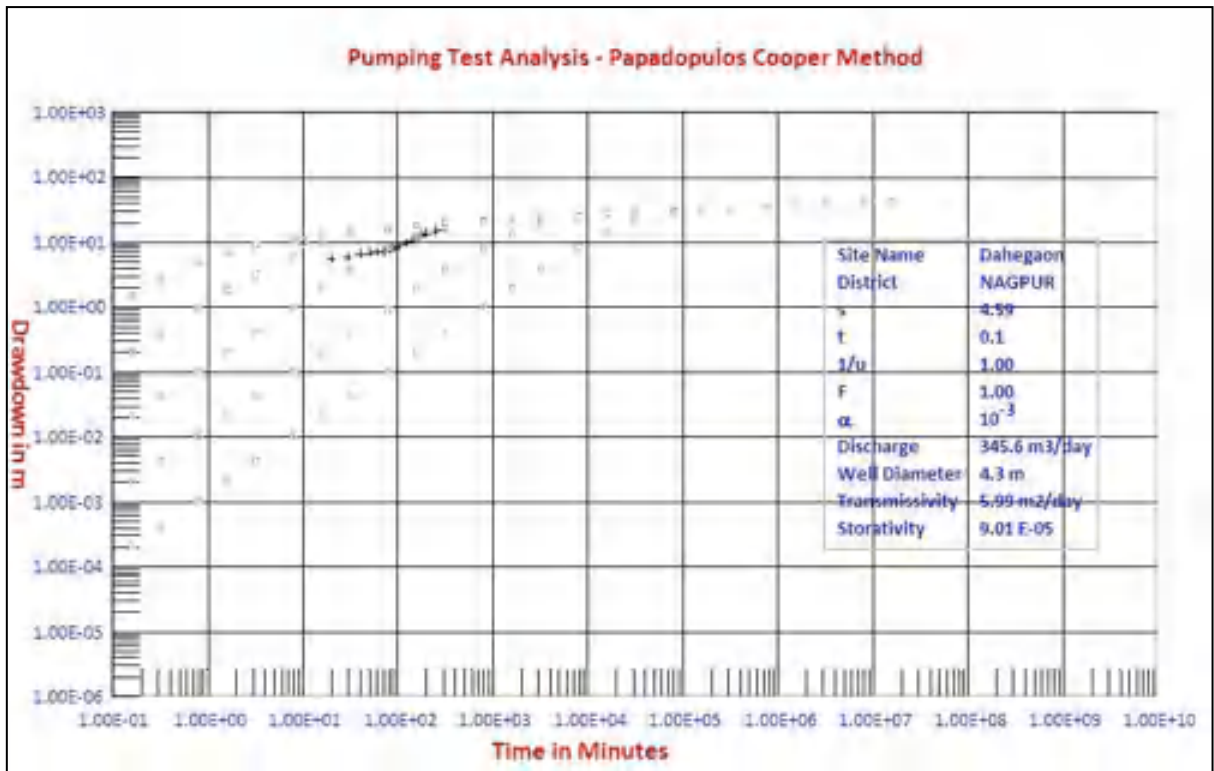 Pumping Test Analysis - Papadopulos Cooper Method
1.00E+03
1.00E+02
1.00E+01
1.00E+00
1.00E-01
1.00E-02
1.00E-03
1.00E-04
1.00E-05
1.00E-06
Drawdown in m
Site Name Dahegaon
District NAGPUR
s 4.59
t 0.1
1/u 1.00
F 1.00
α 10⁻³
Discharge 345.6 m3/day
Well Diameter 4.3 m
Transmissivity 5.99 m2/day
Storativity 9.01 E-05
1.00E-01 1.00E+00 1.00E+01 1.00E+02 1.00E+03 1.00E+04 1.00E+05 1.00E+06 1.00E+07 1.00E+08 1.00E+09 1.00E+10
Time in Minutes